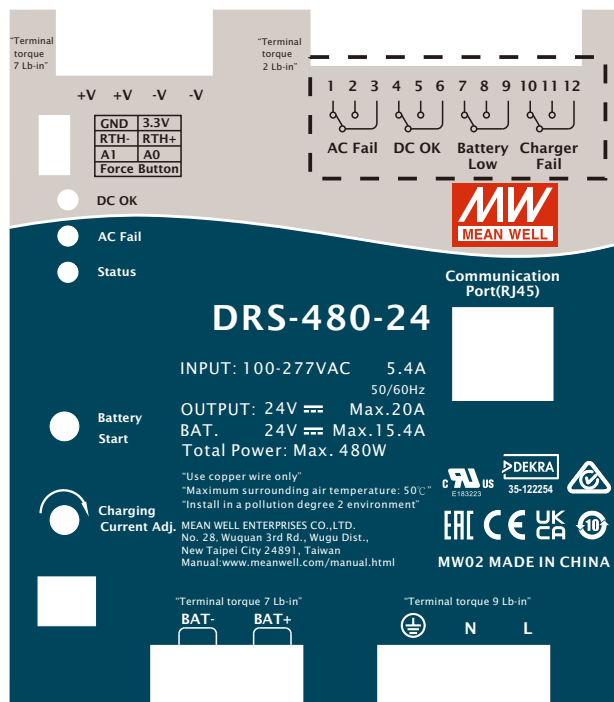 "Terminal
torque
7 Lb-in"
"Terminal
torque
2 Lb-in"
+V +V -V -V
1 2 3 4 5 6 7 8 9 10 11 12
AC Fail DC OK Battery Low Charger Fail
GND 3.3V
RTH- RTH+
A1 A0
Force Button
DC OK
AC Fail
Status
MW
MEAN WELL
Communication
Port(RJ45)
DRS-480-24
INPUT: 100-277VAC 5.4A
50/60Hz
OUTPUT: 24V Max.20A
BAT. 24V Max.15.4A
Total Power: Max. 480W
Battery
Start
"Use copper wire only"
"Maximum surrounding air temperature: 50℃"
"Install in a pollution degree 2 environment"
Charging
Current Adj.
MEAN WELL ENTERPRISES CO.,LTD.
No. 28, Wuquan 3rd Rd., Wugu Dist.,
New Taipei City 24891, Taiwan
Manual:www.meanwell.com/manual.html
c RU US
E183223
DEKRA
35-122254
EAC CE UK CA 10
MW02 MADE IN CHINA
"Terminal torque 7 Lb-in"
BAT- BAT+
"Terminal torque 9 Lb-in"
N L